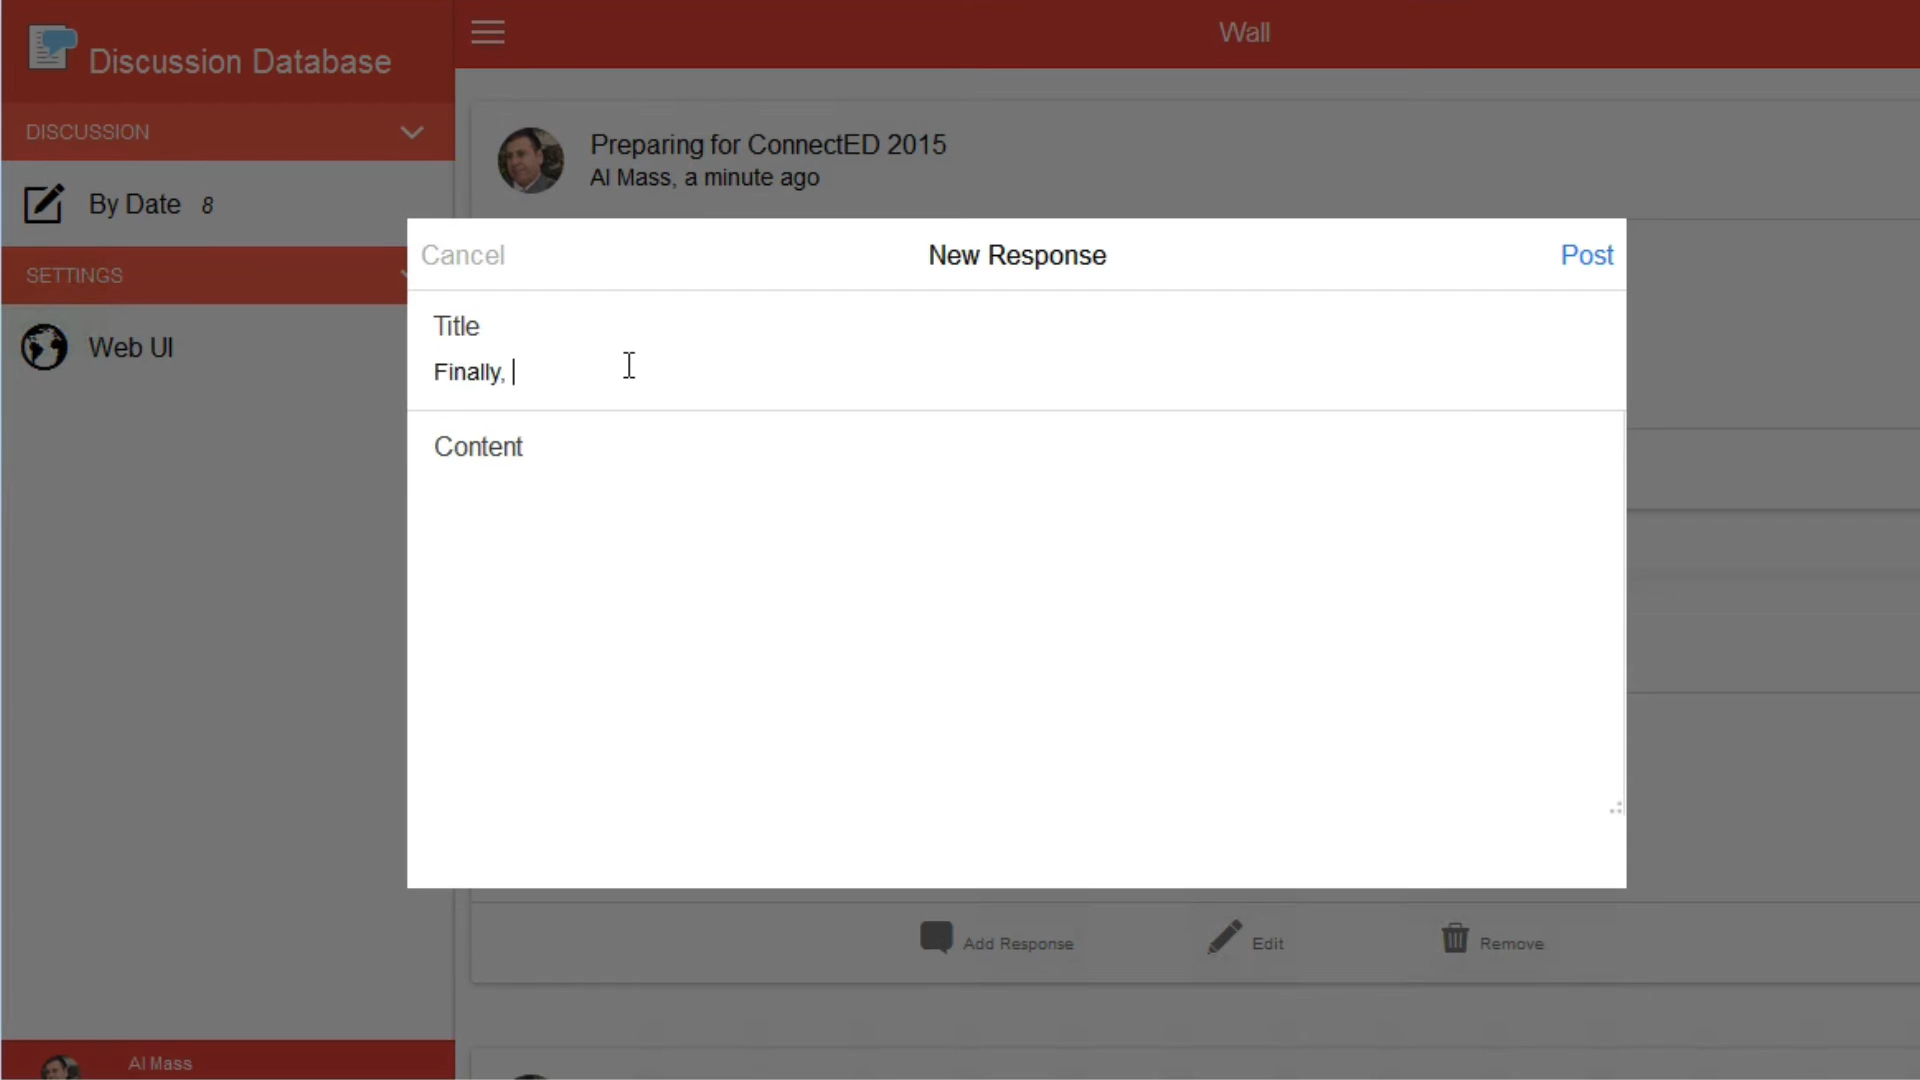 Discussion Database
Wall
DISCUSSION
By Date 8
SETTINGS
Web UI
Preparing for ConnectED 2015
Al Mass, a minute ago
Cancel
New Response
Post
Title
Finally,
Content
Add Response
Edit
Remove
Al Mass